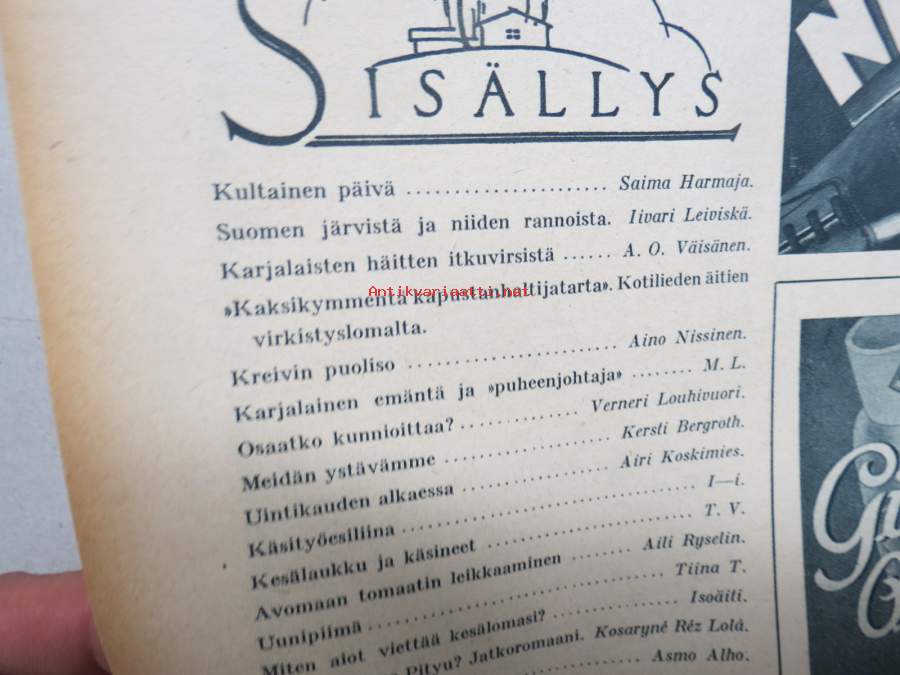 SISÄLLYS
Kultainen päivä ...................... Saima Harmaja.
Suomen järvistä ja niiden rannoista. Iivari Leiviskä.
Karjalaisten häitten itkuvirsistä ...... A. O. Väisänen.
»Kaksikymmentä kapustanhaltijatarta». Kotilieden äitien
virkistyslomalta.
Antikvariaatti.net
Kreivin puoliso ...................... Aino Nissinen.
Karjalainen emäntä ja »puheenjohtaja» ........ M. L.
Osaatko kunnioittaa? ............. Verneri Louhivuori.
Meidän ystävämme ................. Kersti Bergroth.
Uintikauden alkaessa ............... Airi Koskimies.
Käsityöesiliina ............................... I—i.
Kesälaukku ja käsineet ...................... T. V.
Avomaan tomaatin leikkaaminen ........ Aili Ryselin.
Uunipiimä .............................. Tiina T.
Miten aiot viettää kesälomasi? ............. Isoäiti.
Pityu? Jatkoromaani. Kosaryné Réz Lolá.
Asmo Alho.